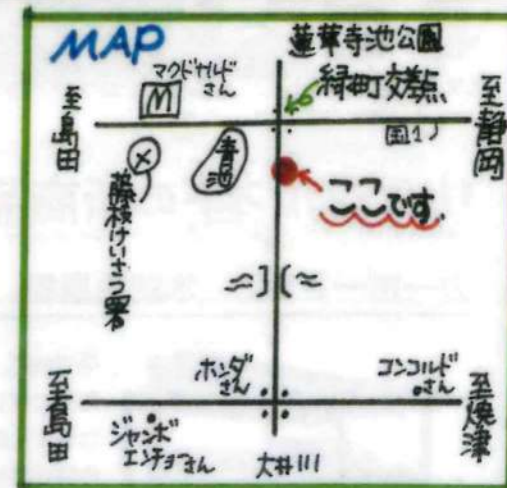 MAP
蓮華寺池公園
マクドナルド
さん
緑町交差点
至島田
M
至静岡
国1
青池
藤枝けいさつ署
ここです
ホンダ
さん
コンコルド
さん
至島田
至焼津
ジャンボ
エンチョーさん
大井川